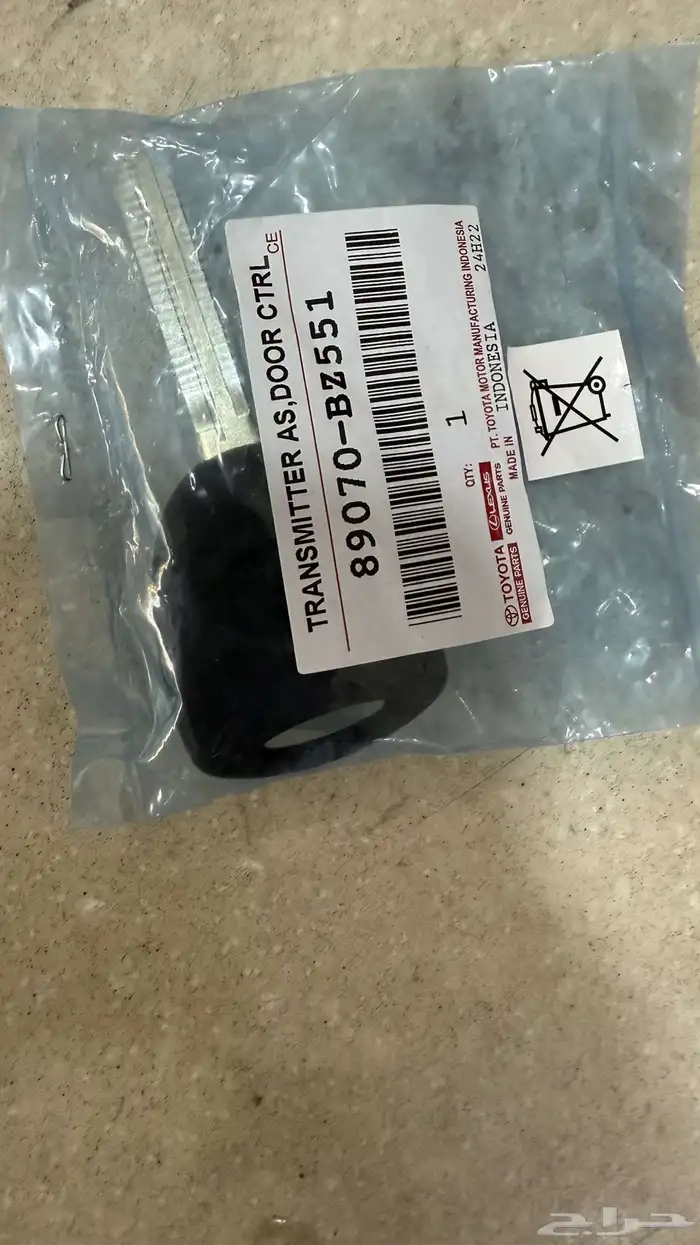 TRANSMITTER AS,DOOR CTRL
CE
89070-BZ551
QTY: 1
TOYOTA
GENUINE PARTS
LEXUS
GENUINE PARTS
PT. TOYOTA MOTOR MANUFACTURING INDONESIA
MADE IN INDONESIA
24H22
حراج